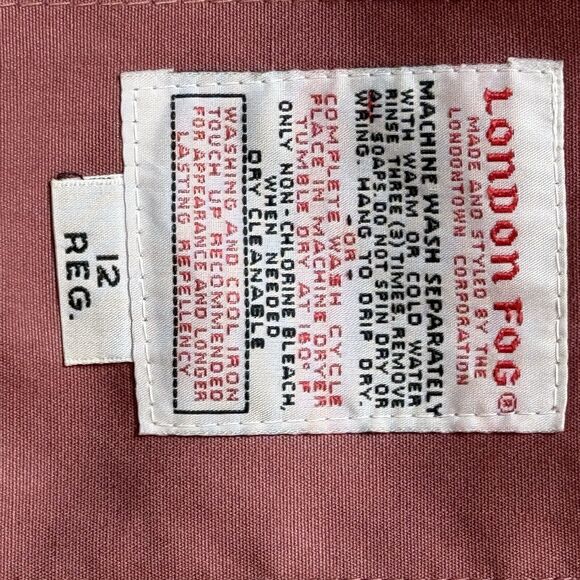 LONDON FOG®
MADE AND STYLED BY THE
LONDONTOWN CORPORATION
MACHINE WASH SEPARATELY
WITH WARM OR COLD WATER
RINSE THREE (3) TIMES REMOVE
ALL SOAPS. DO NOT SPIN DRY OR
WRING. HANG TO DRIP DRY.
"OR"
COMPLETE WASH CYCLE
PLACE IN MACHINE DRYER
TUMBLE DRY AT 160° F
ONLY NON-CHLORINE BLEACH,
WHEN NEEDED
DRY CLEANABLE
WASHING AND COOL IRON
TOUCH UP RECOMMENDED
FOR APPEARANCE AND LONGER
LASTING REPELLENCY
12
REG.